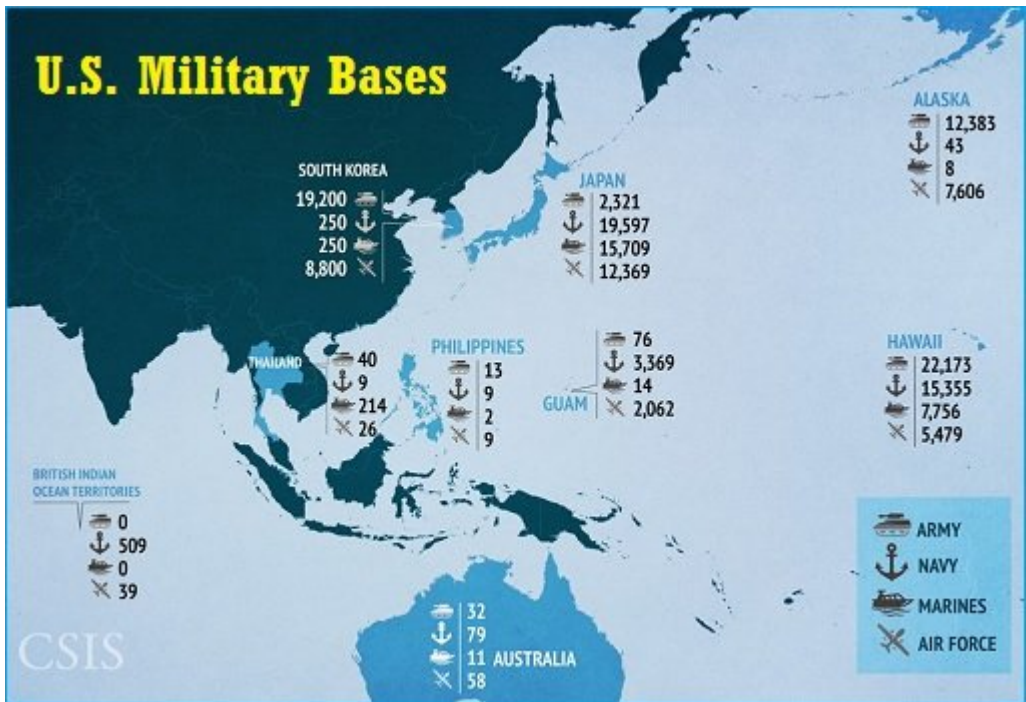 U.S. Military Bases
ALASKA
12,383
43
8
7,606
SOUTH KOREA
19,200
250
250
8,800
JAPAN
2,321
19,597
15,709
12,369
THAILAND
40
9
214
26
PHILIPPINES
13
9
2
9
GUAM
76
3,369
14
2,062
HAWAII
22,173
15,355
7,756
5,479
BRITISH INDIAN
OCEAN TERRITORIES
0
509
0
39
AUSTRALIA
32
79
11
58
ARMY
NAVY
MARINES
AIR FORCE
CSIS